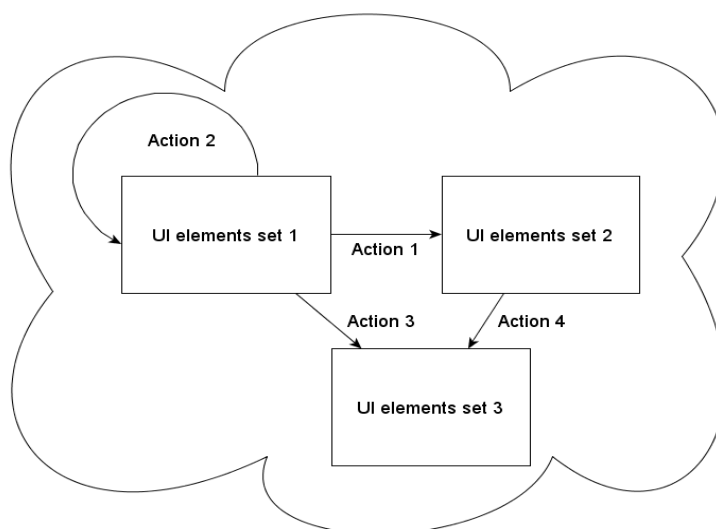 Action 2
UI elements set 1
UI elements set 2
Action 1
Action 3
Action 4
UI elements set 3